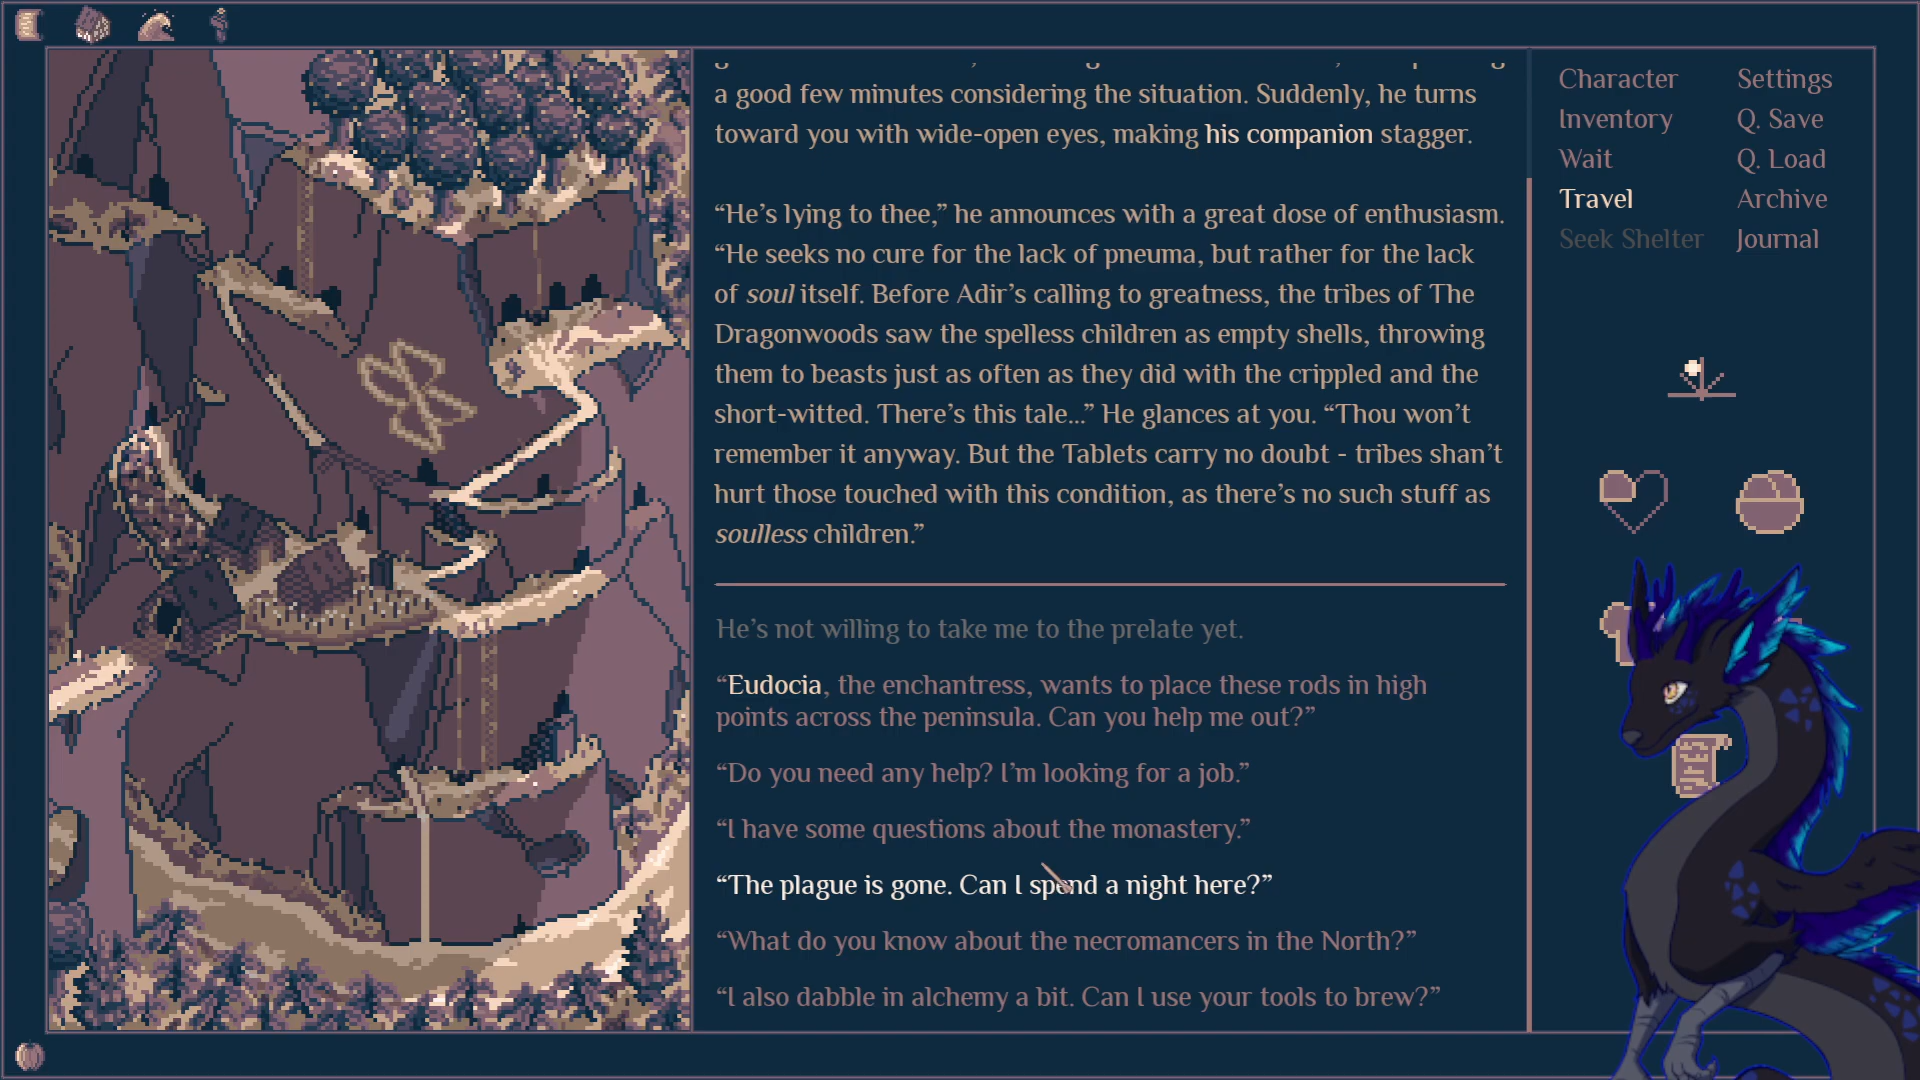 a good few minutes considering the situation. Suddenly, he turns
toward you with wide-open eyes, making his companion stagger.
“He’s lying to thee,” he announces with a great dose of enthusiasm.
“He seeks no cure for the lack of pneuma, but rather for the lack
of soul itself. Before Adir’s calling to greatness, the tribes of The
Dragonwoods saw the spelless children as empty shells, throwing
them to beasts just as often as they did with the crippled and the
short-witted. There’s this tale...” He glances at you. “Thou won’t
remember it anyway. But the Tablets carry no doubt - tribes shan’t
hurt those touched with this condition, as there’s no such stuff as
soulless children.”
He’s not willing to take me to the prelate yet.
“Eudocia, the enchantress, wants to place these rods in high
points across the peninsula. Can you help me out?”
“Do you need any help? I’m looking for a job.”
“I have some questions about the monastery.”
“The plague is gone. Can I spend a night here?”
“What do you know about the necromancers in the North?”
“I also dabble in alchemy a bit. Can I use your tools to brew?”
Character Settings
Inventory Q. Save
Wait Q. Load
Travel Archive
Seek Shelter Journal